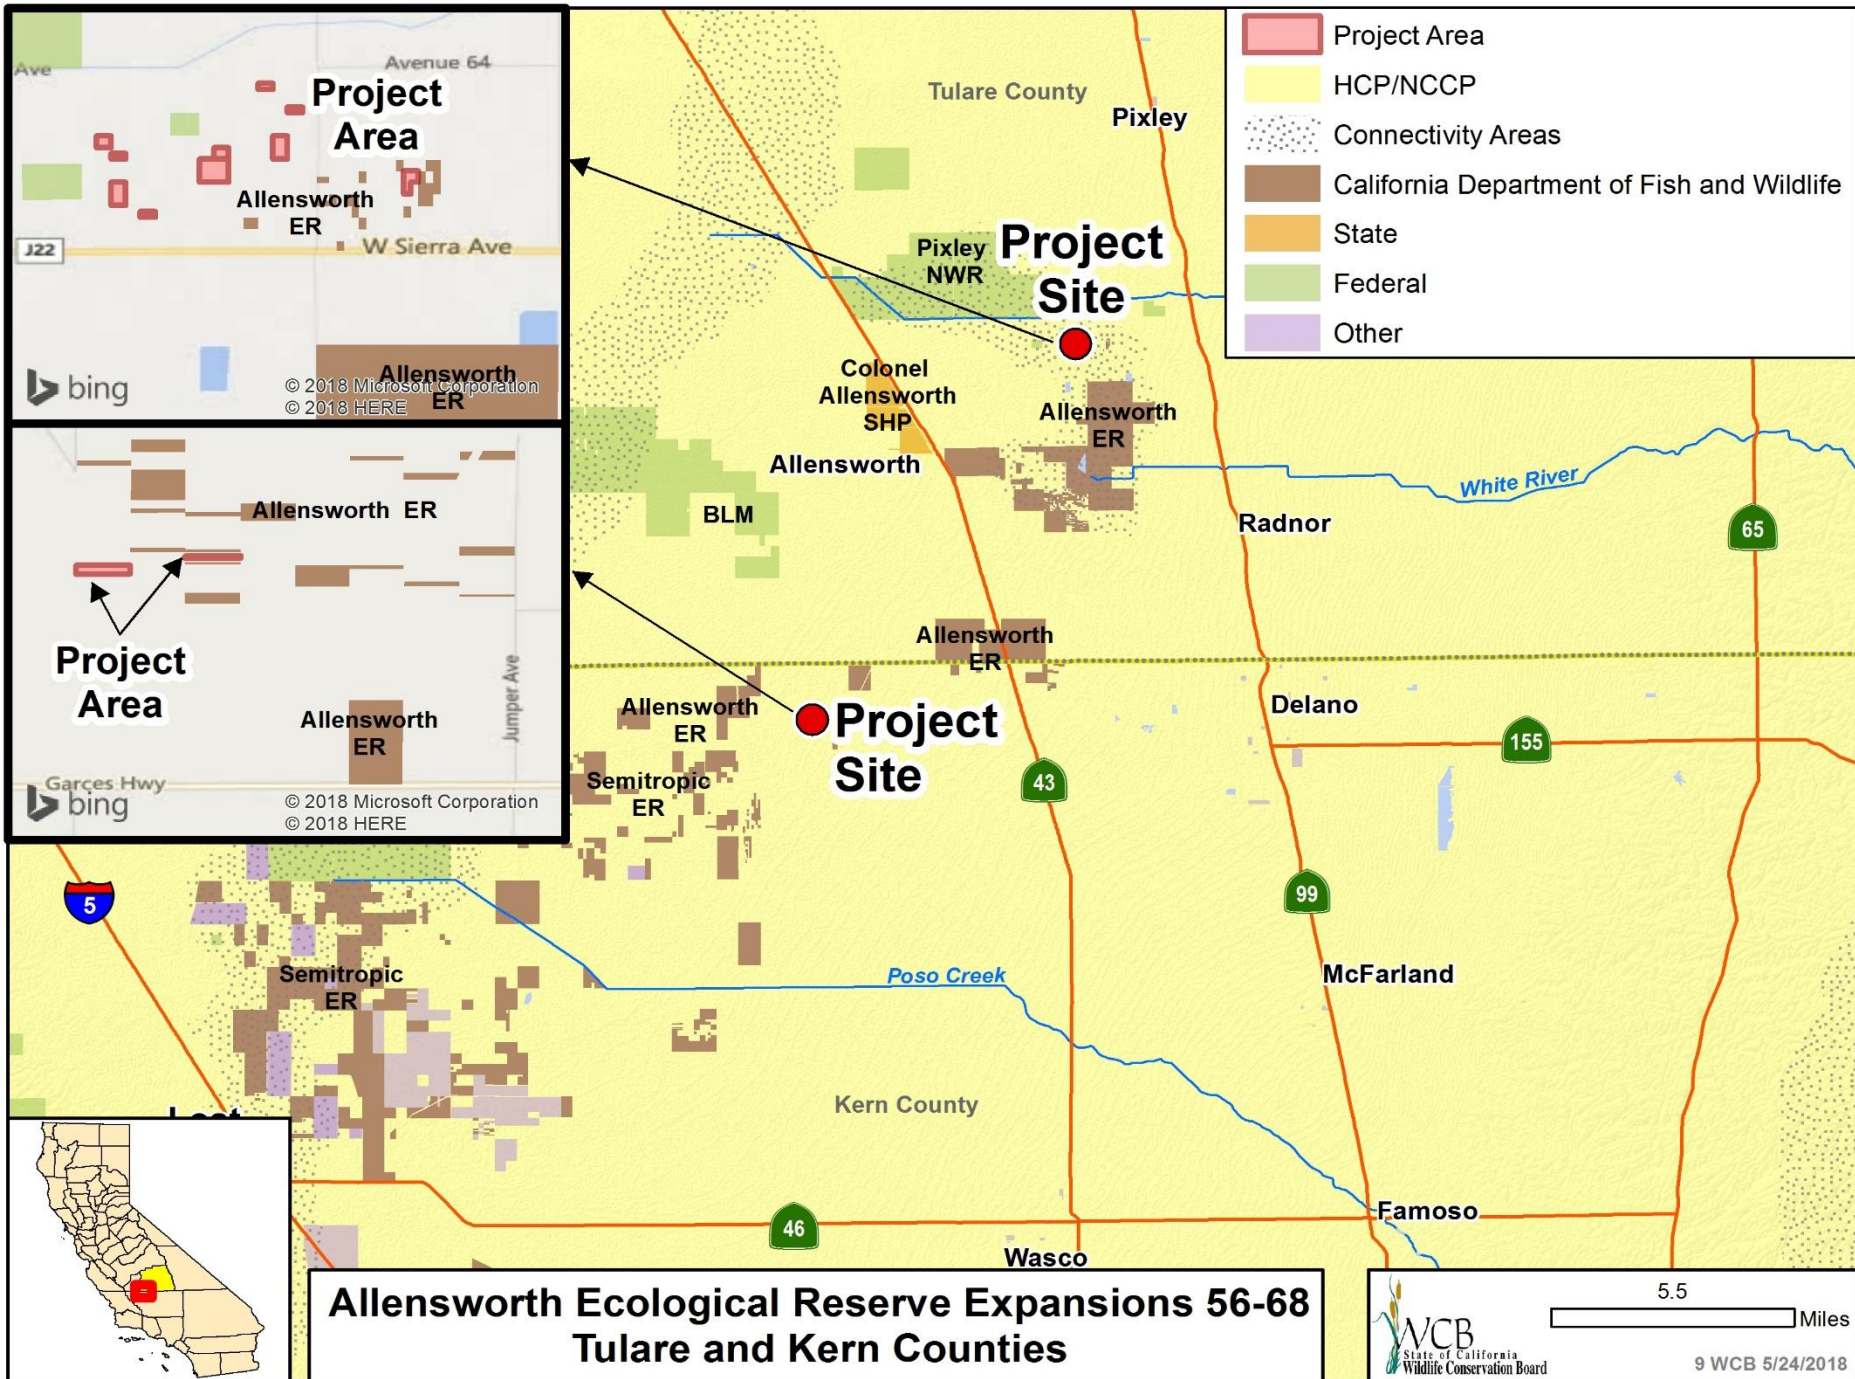 Ave
Avenue 64
Project
Area
Allensworth
ER
J22
W Sierra Ave
Allensworth
ER
bing
© 2018 Microsoft Corporation
© 2018 HERE
Allensworth ER
Project
Area
Allensworth
ER
Jumper Ave
Garces Hwy
bing
© 2018 Microsoft Corporation
© 2018 HERE
Project Area
HCP/NCCP
Connectivity Areas
California Department of Fish and Wildlife
State
Federal
Other
Tulare County
Pixley
Pixley
NWR
Project
Site
Colonel
Allensworth
SHP
Allensworth
ER
Allensworth
White River
BLM
Radnor
65
Allensworth
ER
Allensworth
ER
Project
Site
Delano
155
Semitropic
ER
43
5
99
Semitropic
ER
Poso Creek
McFarland
Kern County
46
Famoso
Wasco
Allensworth Ecological Reserve Expansions 56-68
Tulare and Kern Counties
WCB
State of California
Wildlife Conservation Board
5.5
Miles
9 WCB 5/24/2018